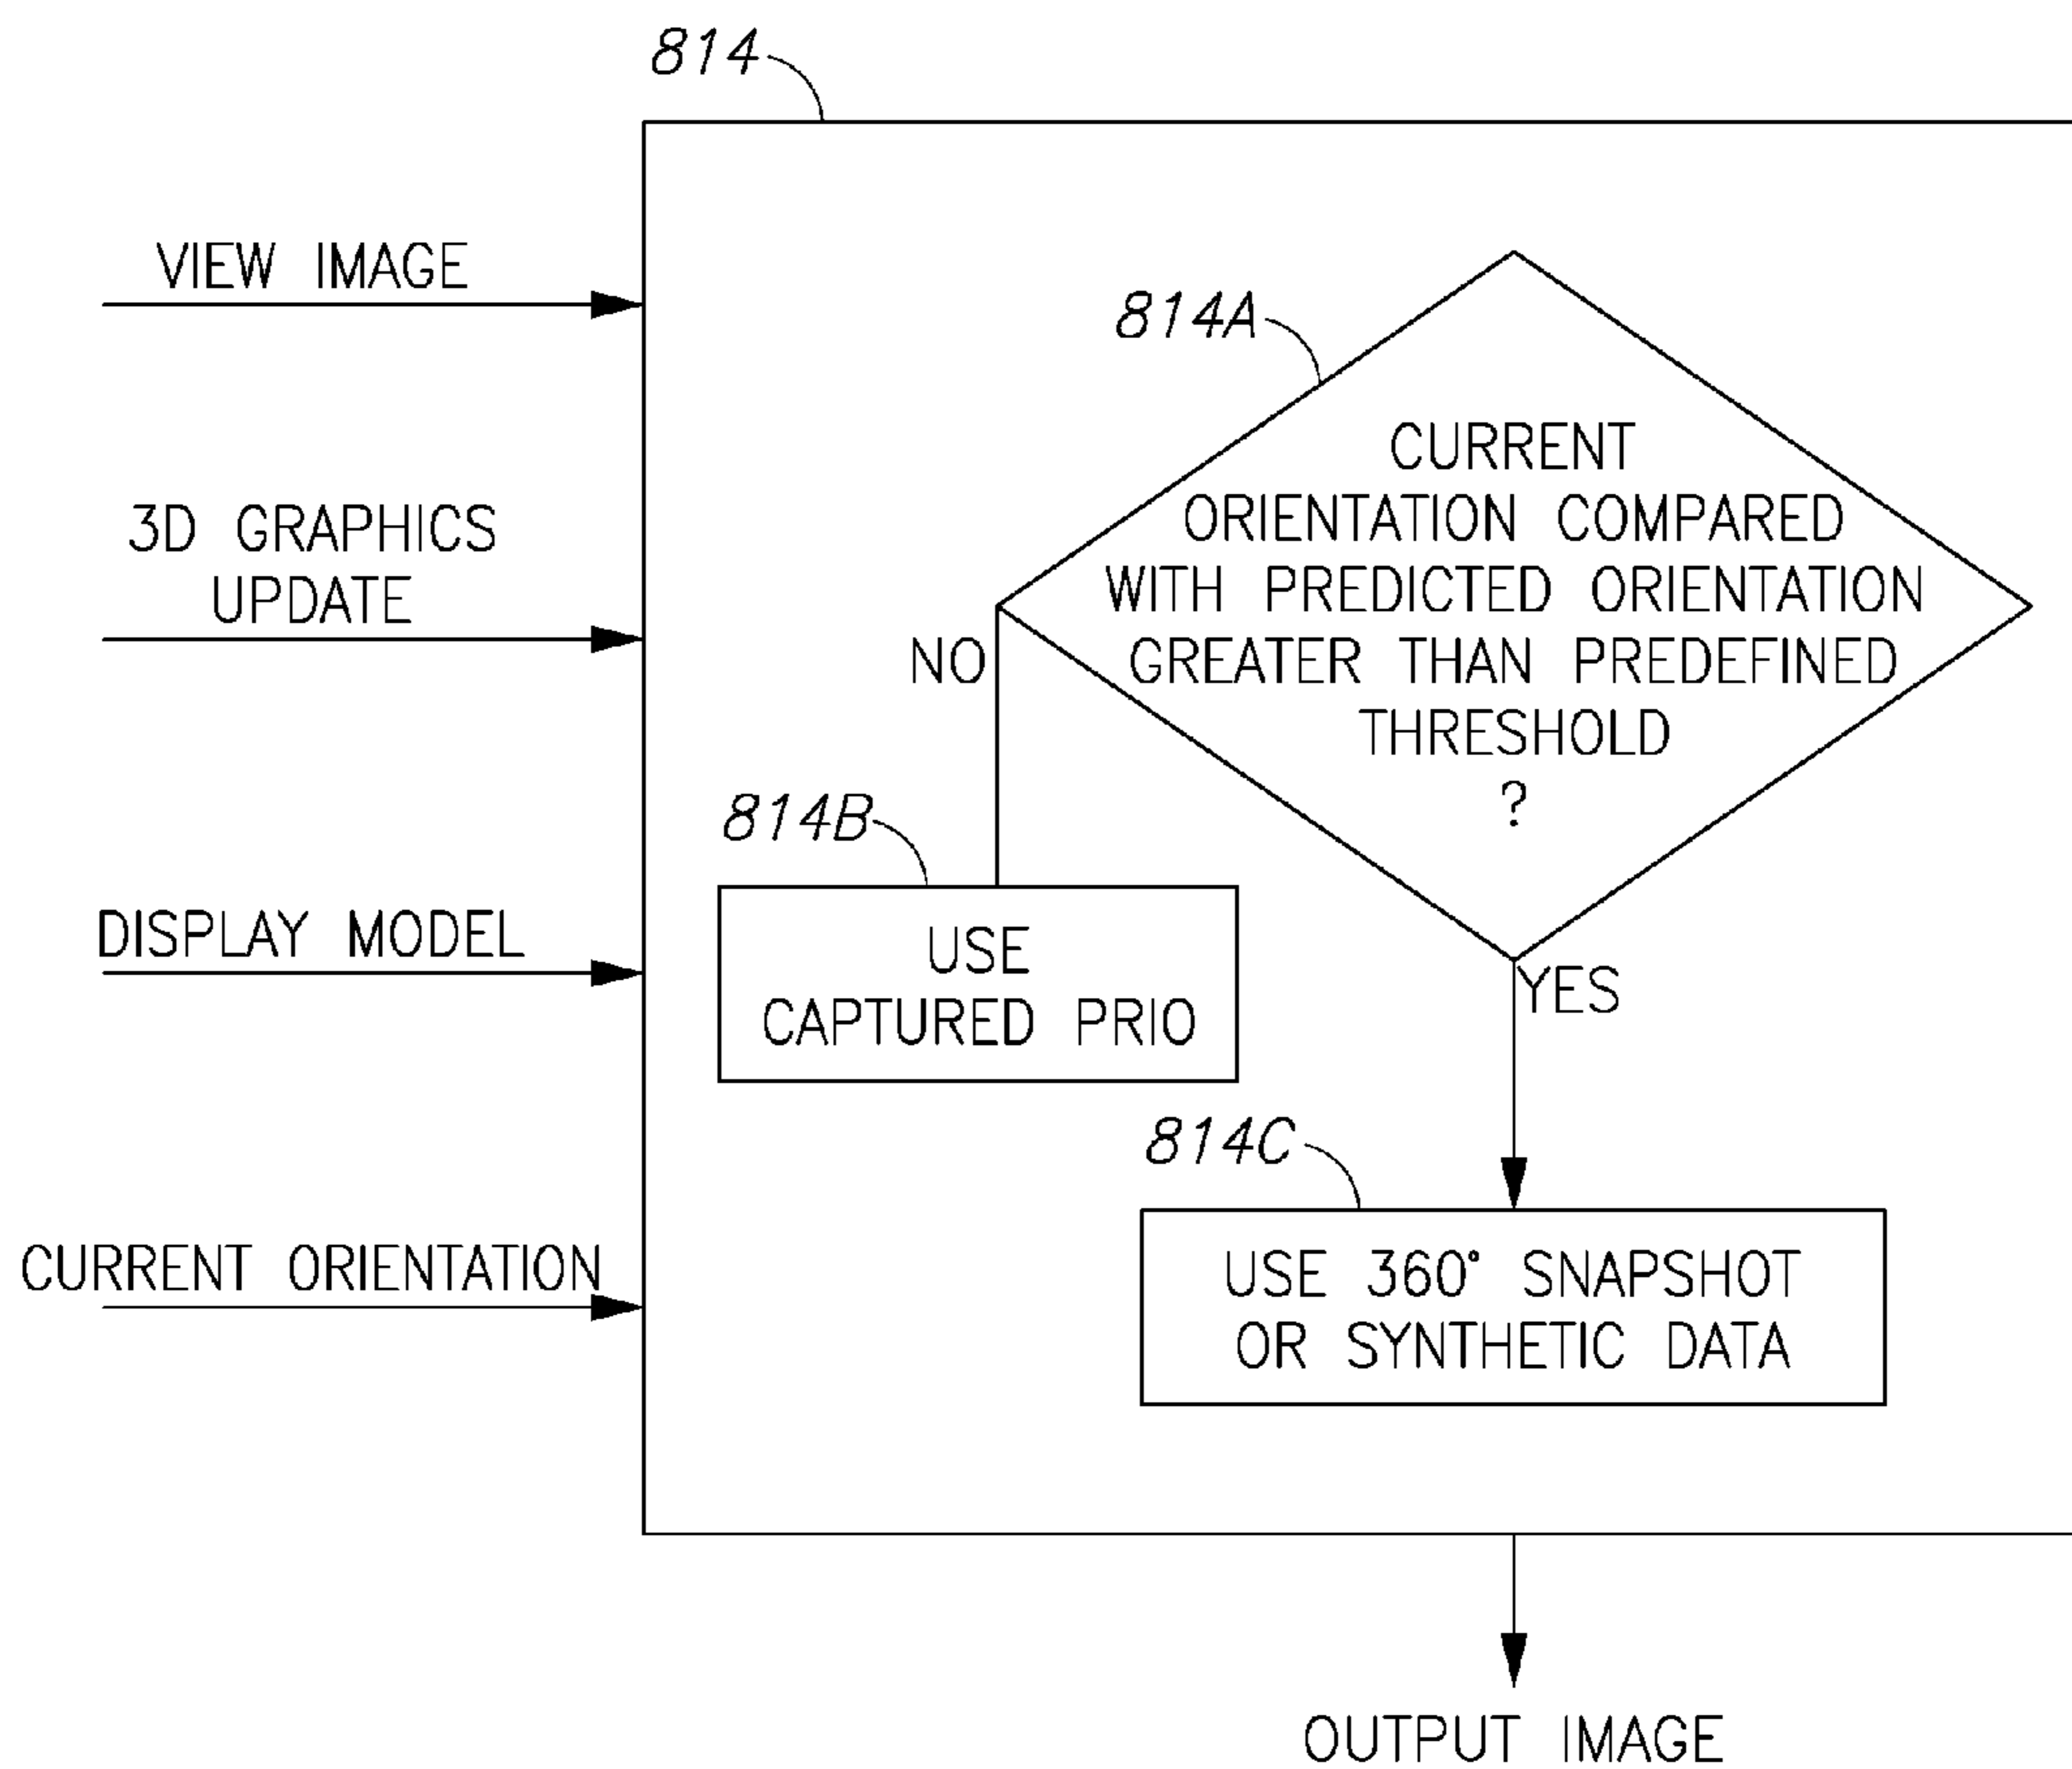 814
VIEW IMAGE
3D GRAPHICS
UPDATE
DISPLAY MODEL
CURRENT ORIENTATION
814A
CURRENT
ORIENTATION COMPARED
WITH PREDICTED ORIENTATION
GREATER THAN PREDEFINED
THRESHOLD
?
NO
YES
814B
USE
CAPTURED PRIO
814C
USE 360° SNAPSHOT
OR SYNTHETIC DATA
OUTPUT IMAGE